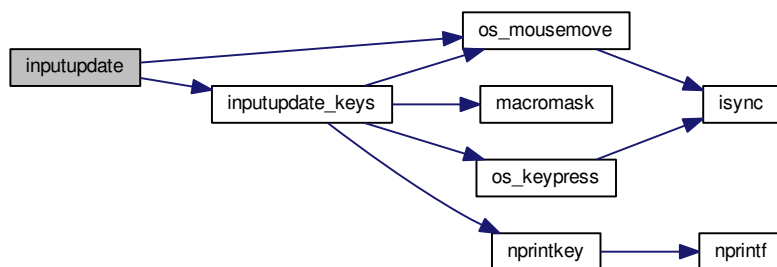 inputupdate
os_mousemove
inputupdate_keys
macromask
isync
os_keypress
nprintkey
nprintf